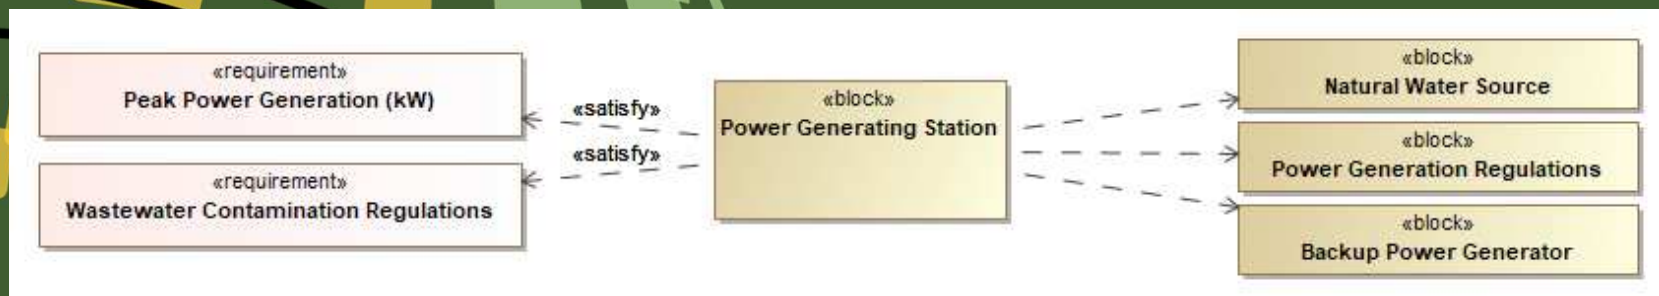 «requirement»
Peak Power Generation (kW)
«requirement»
Wastewater Contamination Regulations
«satisfy»
«satisfy»
«block»
Power Generating Station
«block»
Natural Water Source
«block»
Power Generation Regulations
«block»
Backup Power Generator